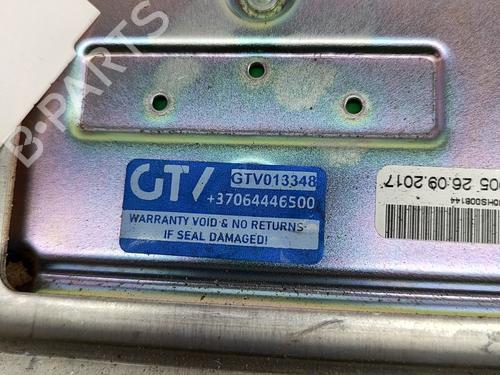 B-PARTS
GTV
GTV013348
+37064446500
WARRANTY VOID & NO RETURNS
IF SEAL DAMAGED!
05 26.09.2017